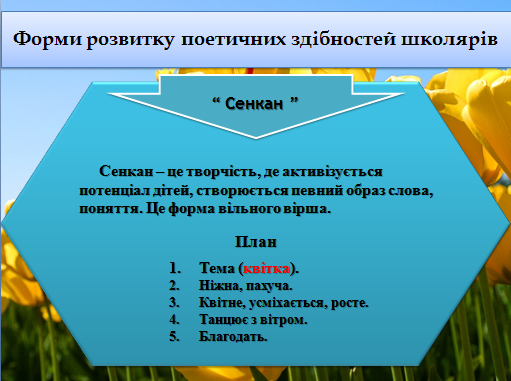 Форми розвитку поетичних здібностей школярів
“ Сенкан ”
Сенкан – це творчість, де активізується
потенціал дітей, створюється певний образ слова,
поняття. Це форма вільного вірша.
План
1. Тема (квітка).
2. Ніжна, пахуча.
3. Квітне, усміхається, росте.
4. Танцює з вітром.
5. Благодать.